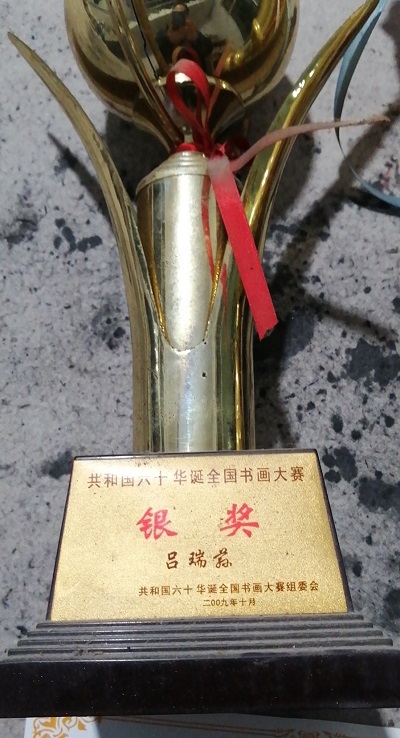 共和国六十华诞全国书画大赛
银奖
吕瑞荪
共和国六十华诞全国书画大赛组委会
二00九年十月